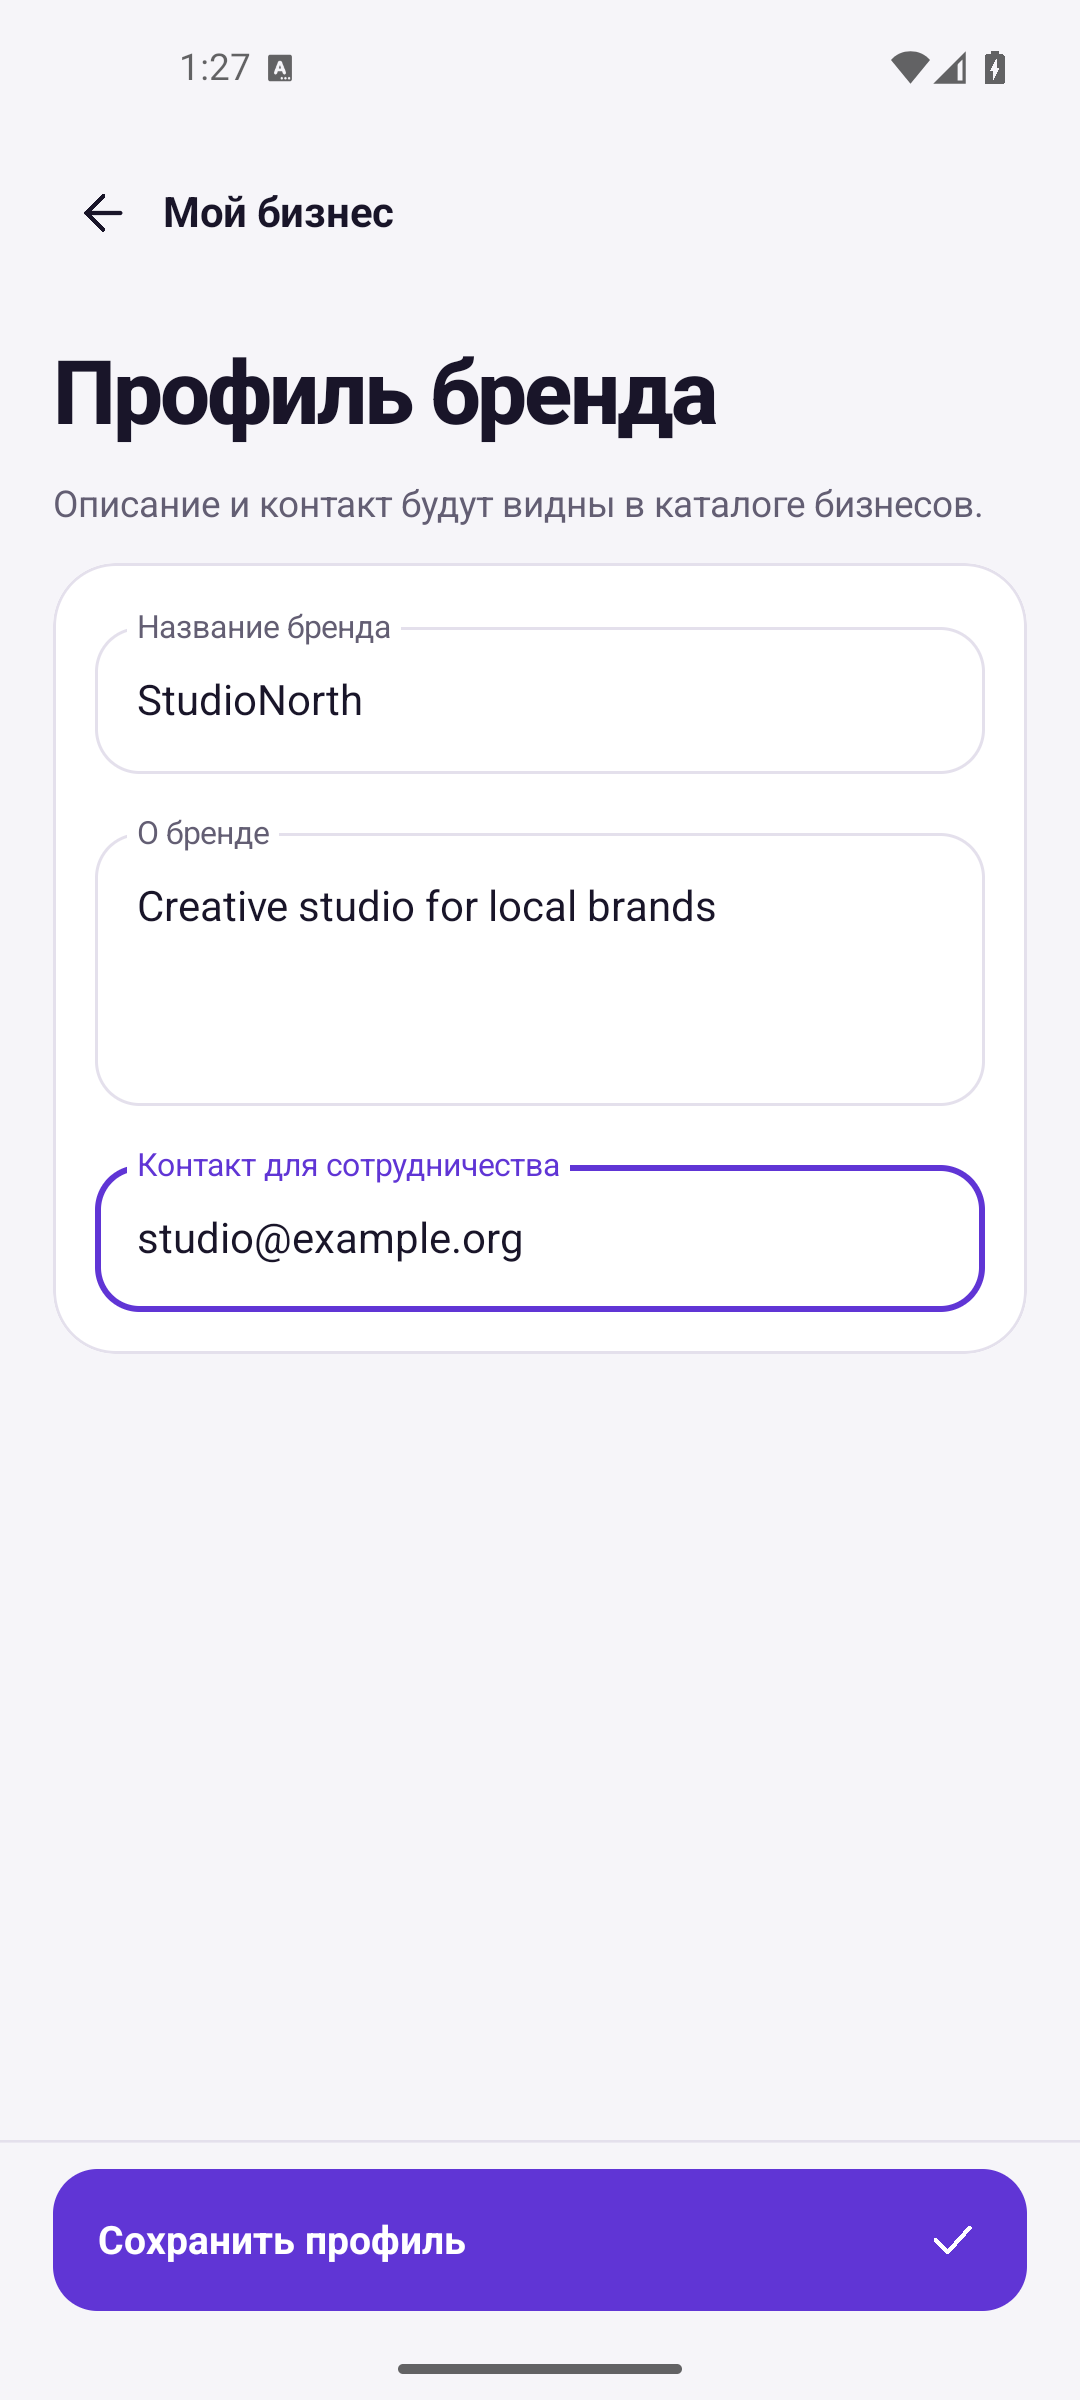 1:27
Мой бизнес
Профиль бренда
Описание и контакт будут видны в каталоге бизнесов.
Название бренда
StudioNorth
О бренде
Creative studio for local brands
Контакт для сотрудничества
studio@example.org
Сохранить профиль